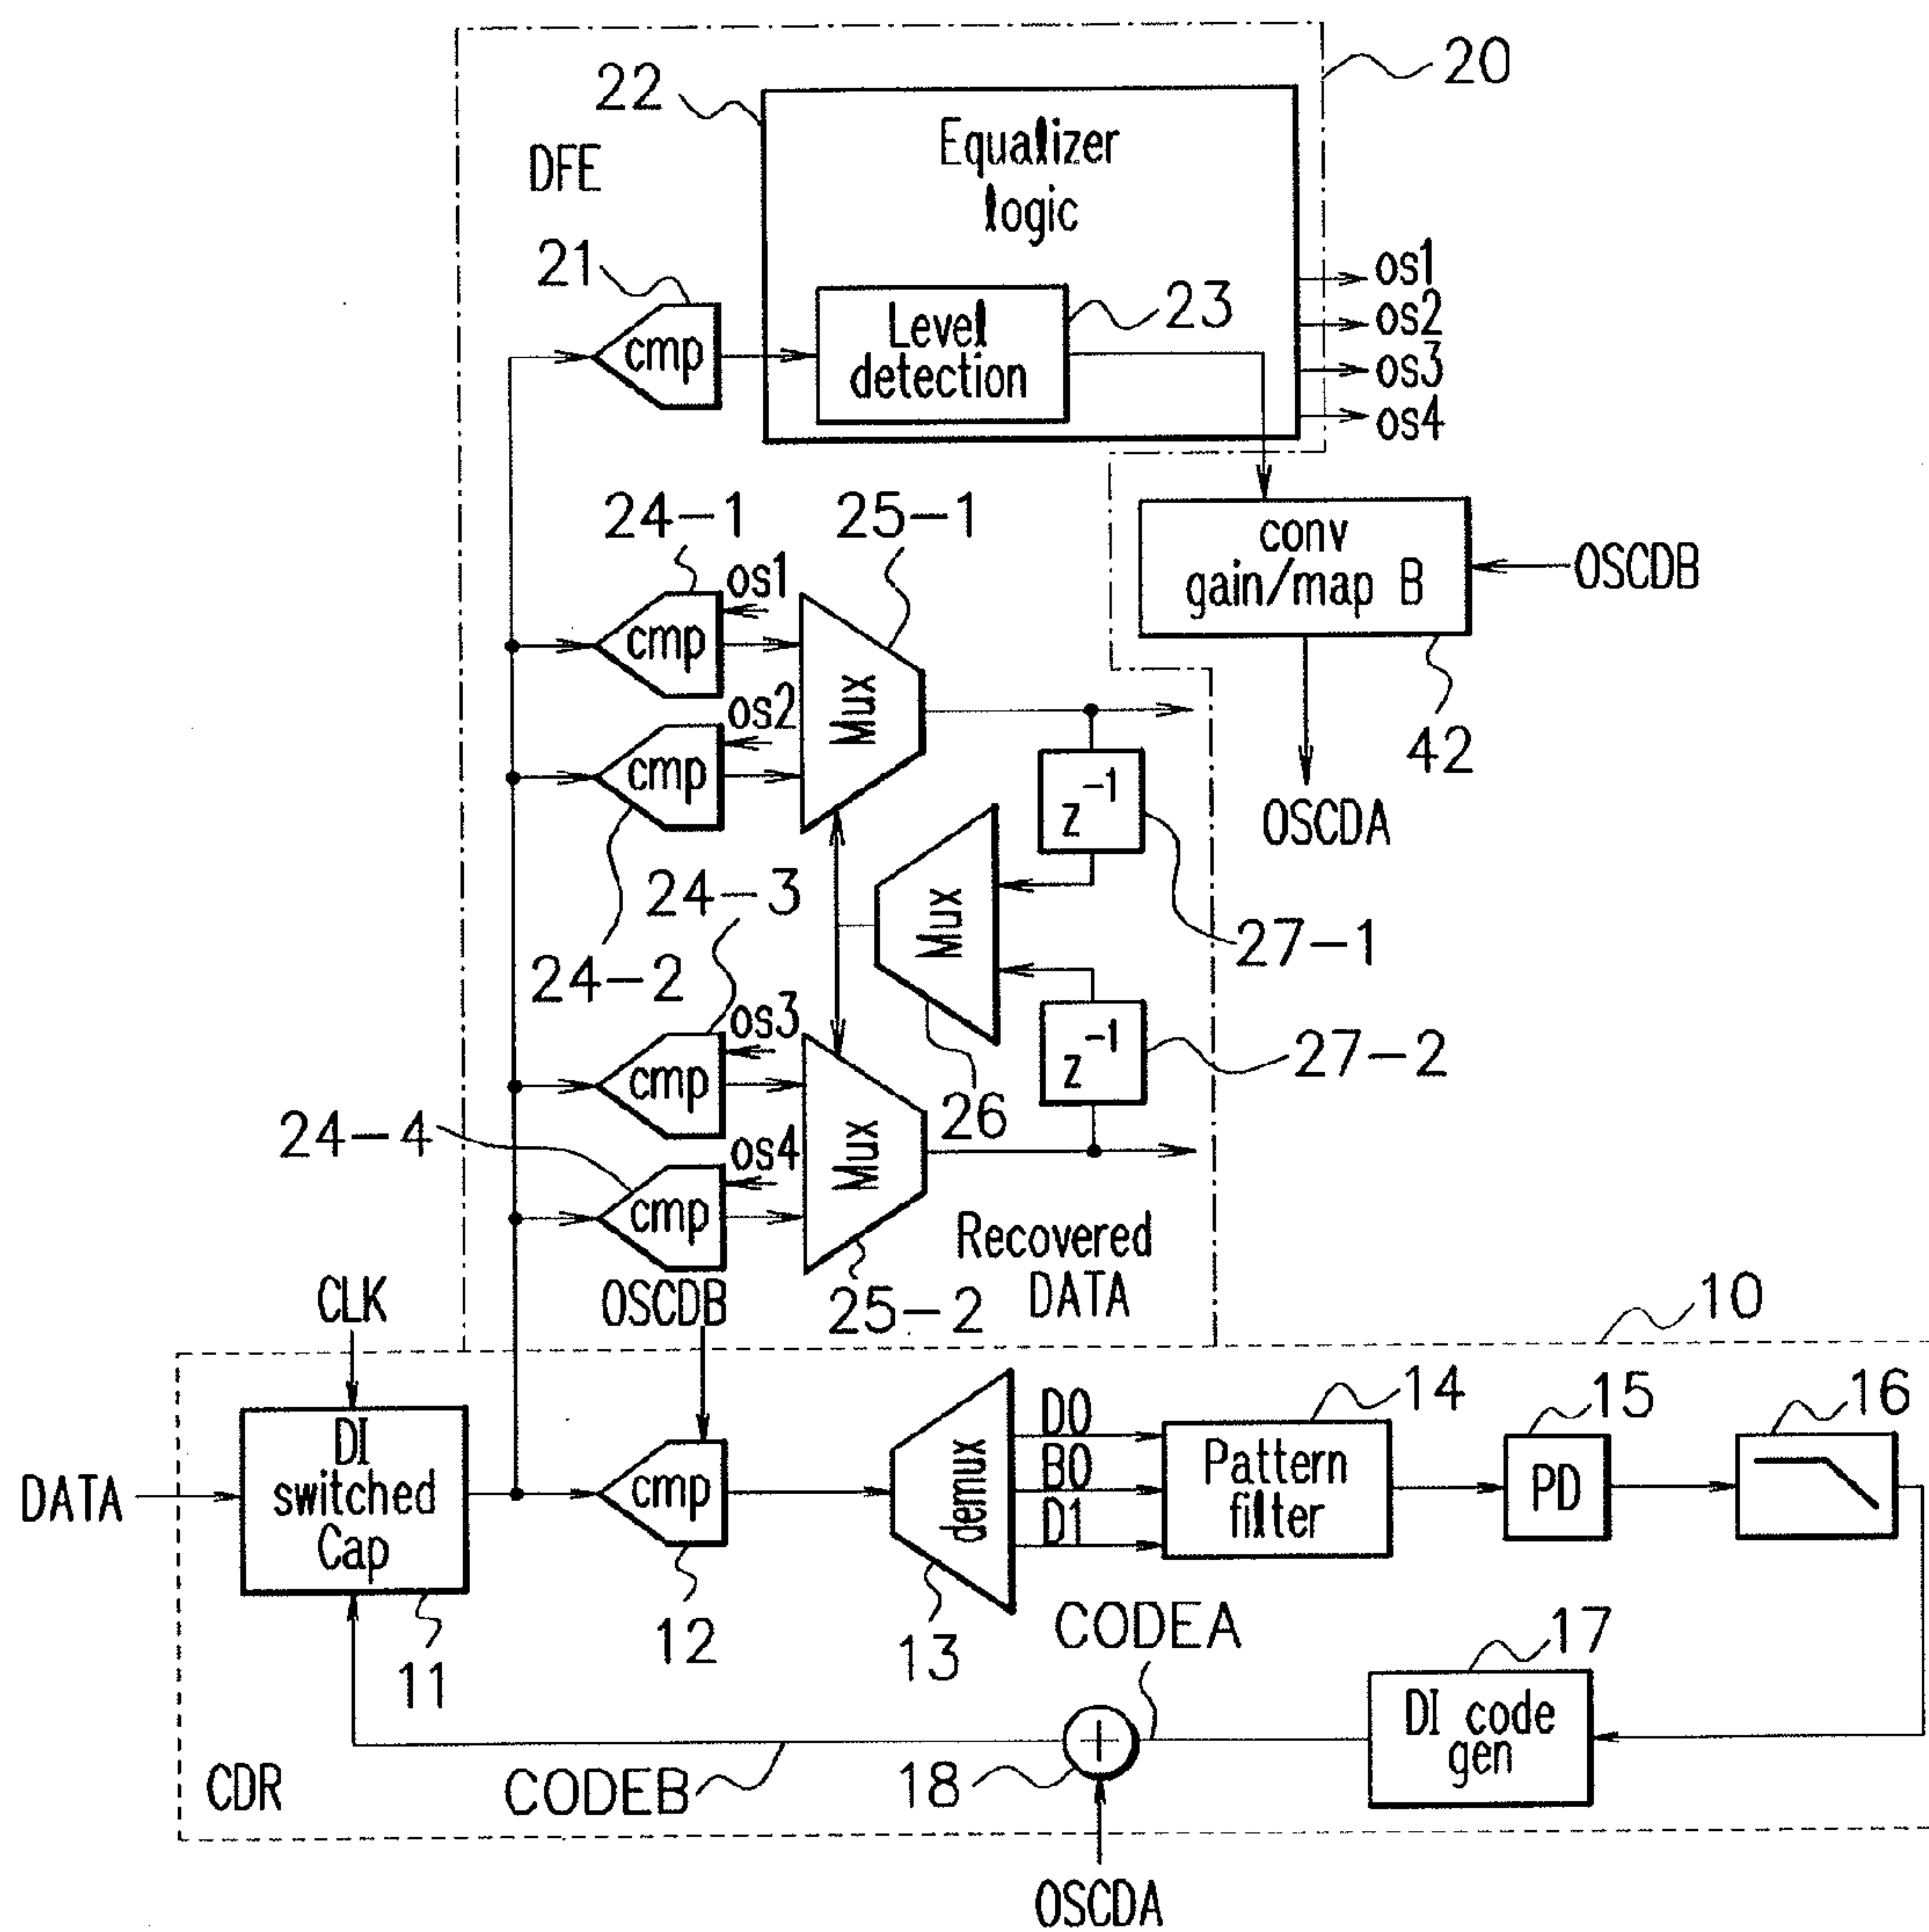 20
22
Equalizer
logic
DFE
21
cmp
Level
detection
23
os1
os2
os3
os4
24-1
25-1
conv
gain/map B
OSCDB
os1
cmp
Mux
os2
cmp
z⁻¹
42
OSCDA
24-3
Mux
27-1
24-2
os3
cmp
z⁻¹
27-2
24-4
26
os4
Mux
cmp
Recovered
DATA
CLK
OSCDB
25-2
10
DI
switched
Cap
DATA
cmp
demux
D0
B0
D1
14
Pattern
filter
15
PD
16
11
12
13
CODEA
17
DI code
gen
18
CODEB
CDR
OSCDA